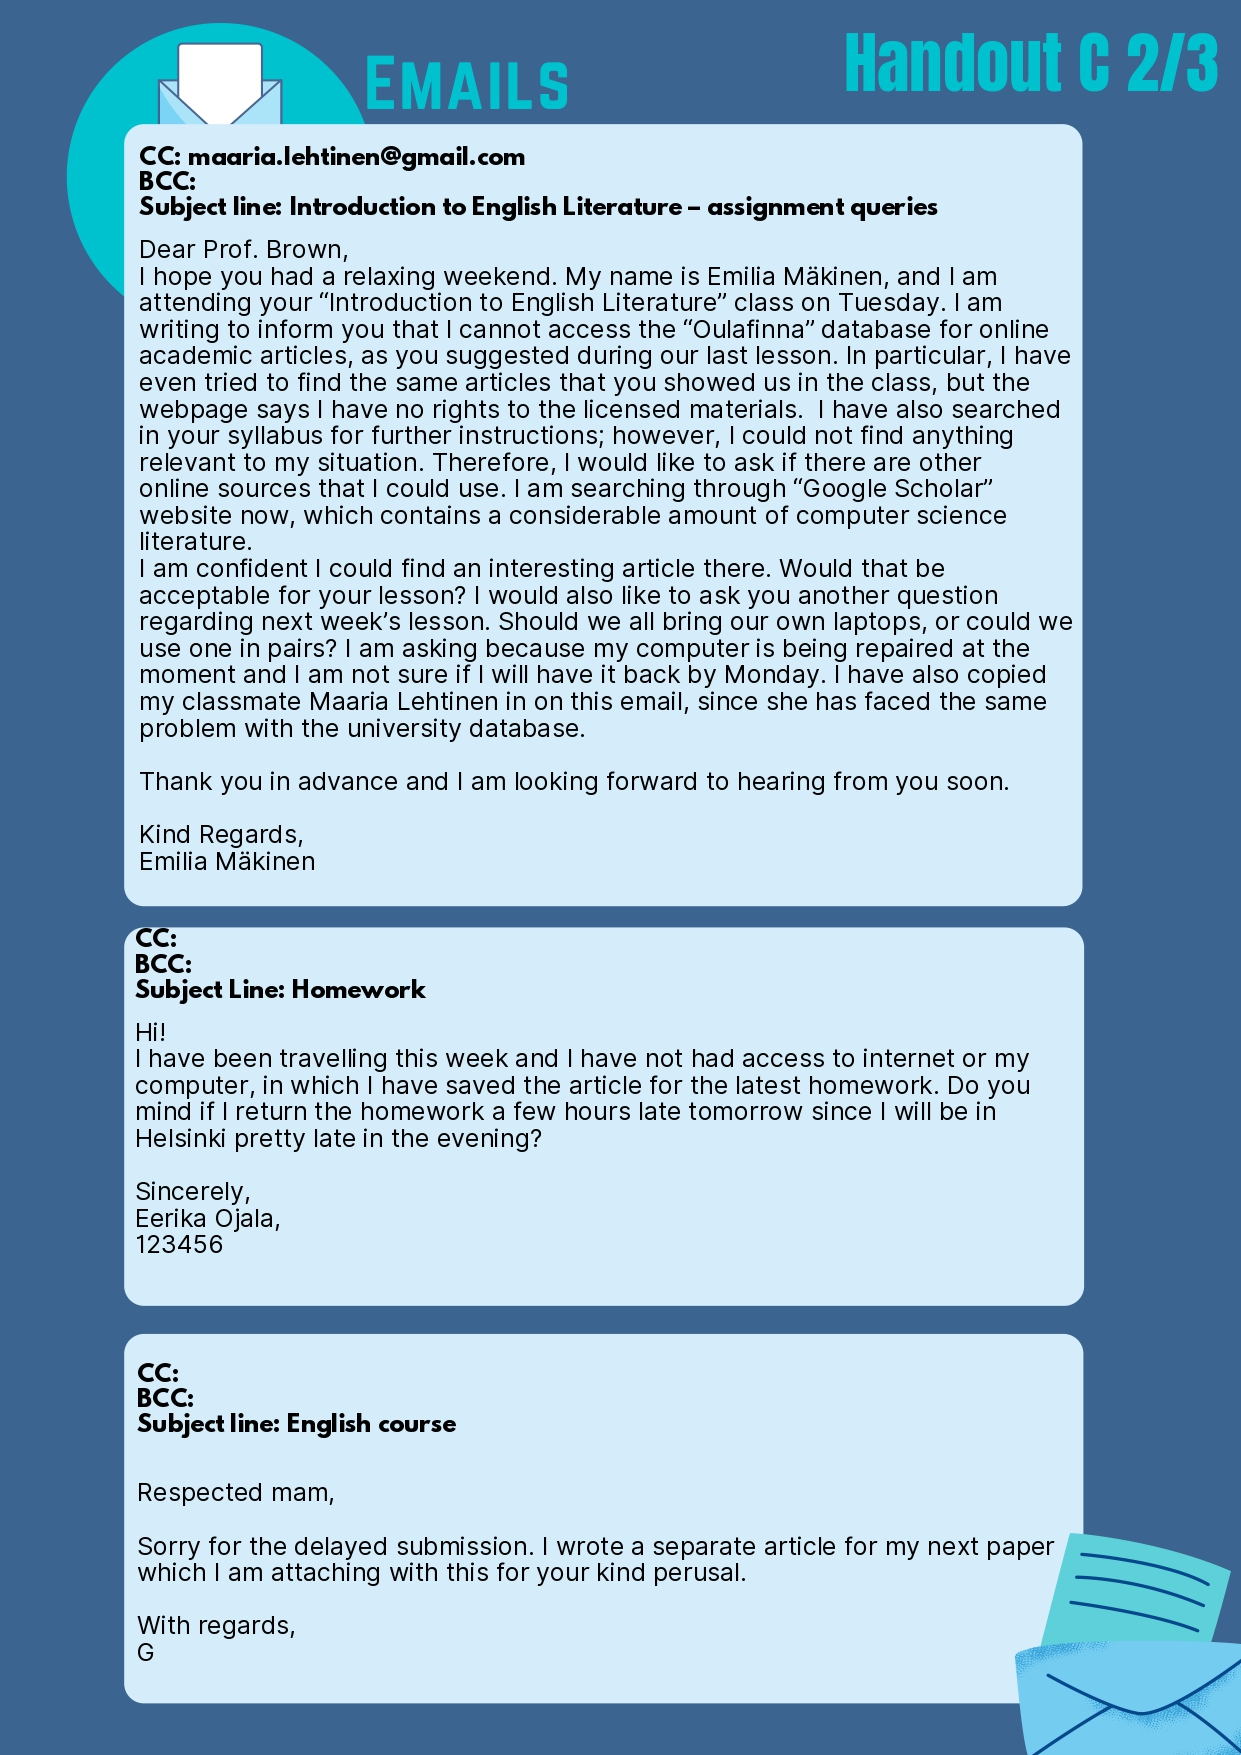 EMAILS
Handout C 2/3
CC: maaria.lehtinen@gmail.com
BCC:
Subject line: Introduction to English Literature – assignment queries
Dear Prof. Brown,
I hope you had a relaxing weekend. My name is Emilia Mäkinen, and I am
attending your “Introduction to English Literature” class on Tuesday. I am
writing to inform you that I cannot access the “Oulafinna” database for online
academic articles, as you suggested during our last lesson. In particular, I have
even tried to find the same articles that you showed us in the class, but the
webpage says I have no rights to the licensed materials.  I have also searched
in your syllabus for further instructions; however, I could not find anything
relevant to my situation. Therefore, I would like to ask if there are other
online sources that I could use. I am searching through “Google Scholar”
website now, which contains a considerable amount of computer science
literature.
I am confident I could find an interesting article there. Would that be
acceptable for your lesson? I would also like to ask you another question
regarding next week’s lesson. Should we all bring our own laptops, or could we
use one in pairs? I am asking because my computer is being repaired at the
moment and I am not sure if I will have it back by Monday. I have also copied
my classmate Maaria Lehtinen in on this email, since she has faced the same
problem with the university database.
Thank you in advance and I am looking forward to hearing from you soon.
Kind Regards,
Emilia Mäkinen
CC:
BCC:
Subject Line: Homework
Hi!
I have been travelling this week and I have not had access to internet or my
computer, in which I have saved the article for the latest homework. Do you
mind if I return the homework a few hours late tomorrow since I will be in
Helsinki pretty late in the evening?
Sincerely,
Eerika Ojala,
123456
CC:
BCC:
Subject line: English course
Respected mam,
Sorry for the delayed submission. I wrote a separate article for my next paper
which I am attaching with this for your kind perusal.
With regards,
G